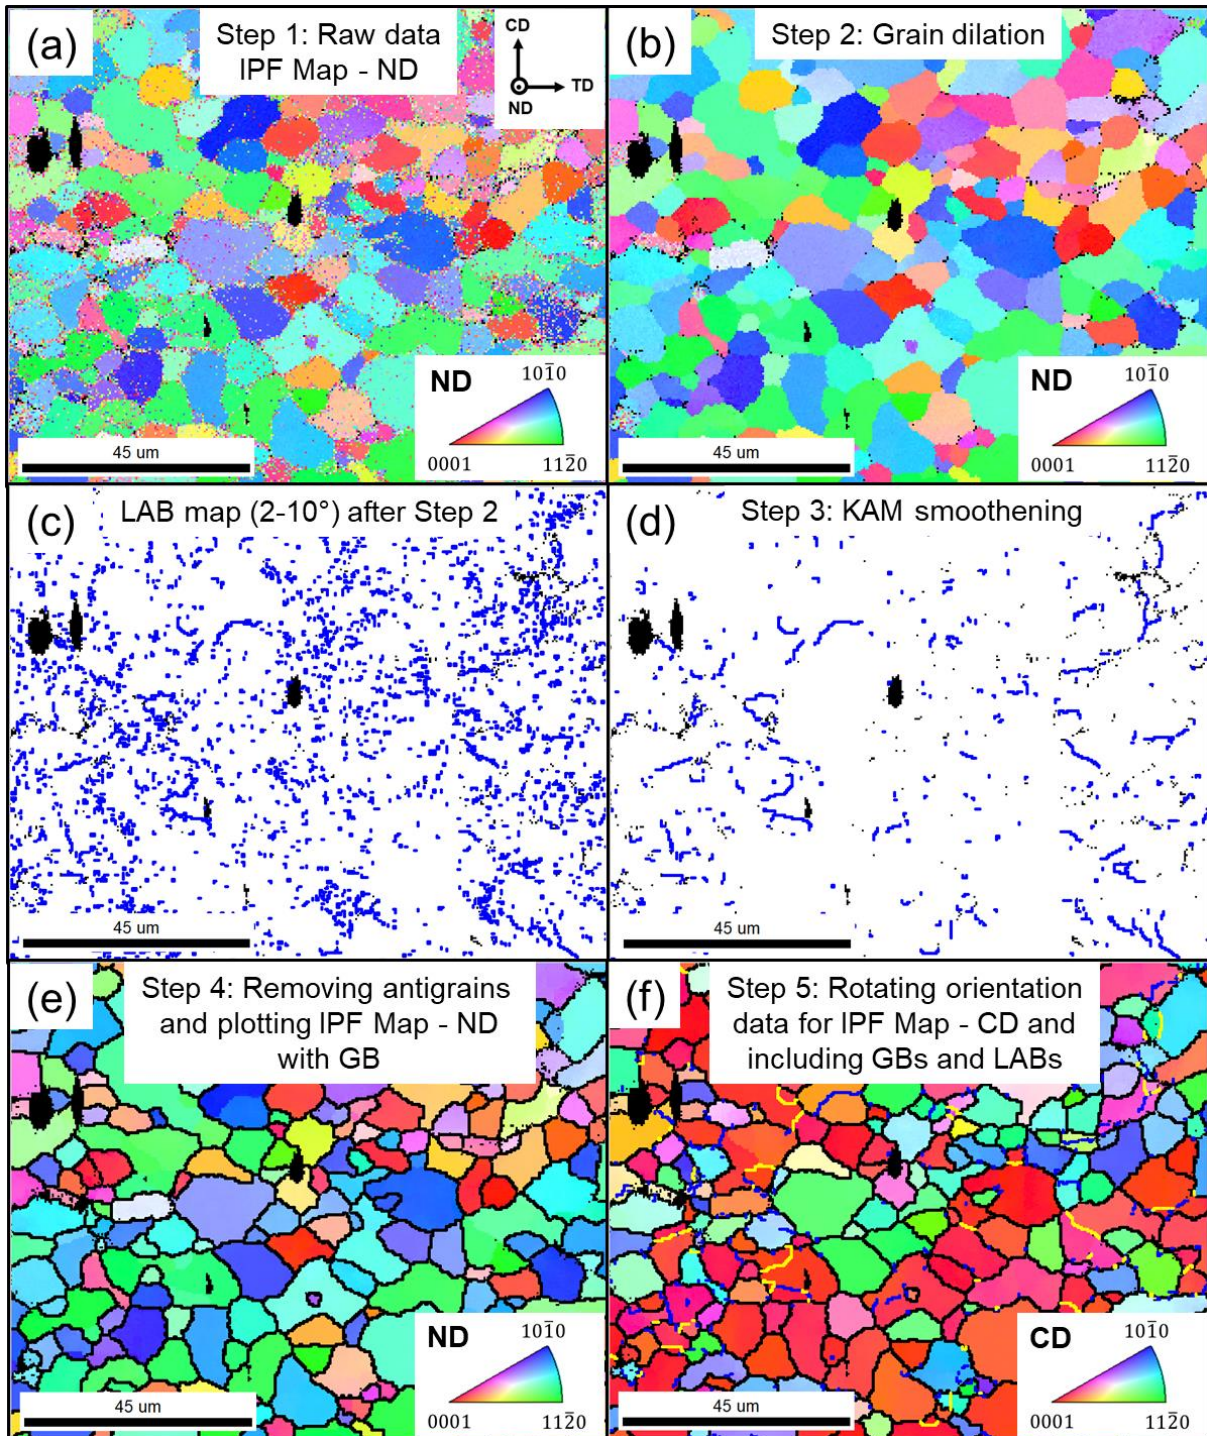 (a)
Step 1: Raw data
IPF Map - ND
CD
TD
ND
ND
101̅0
0001
112̅0
45 um
(b)
Step 2: Grain dilation
ND
101̅0
0001
112̅0
45 um
(c)
LAB map (2-10°) after Step 2
45 um
(d)
Step 3: KAM smoothening
45 um
(e)
Step 4: Removing antigrains
and plotting IPF Map - ND
with GB
ND
101̅0
0001
112̅0
45 um
(f)
Step 5: Rotating orientation
data for IPF Map - CD and
including GBs and LABs
CD
101̅0
0001
112̅0
45 um